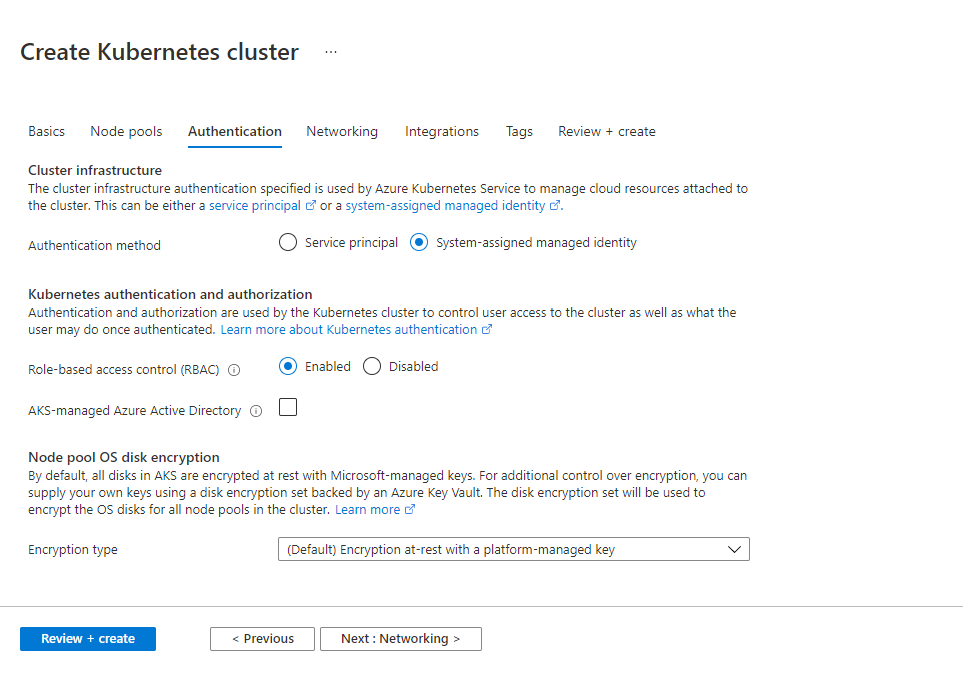 Create Kubernetes cluster ...
Basics Node pools Authentication Networking Integrations Tags Review + create
Cluster infrastructure
The cluster infrastructure authentication specified is used by Azure Kubernetes Service to manage cloud resources attached to
the cluster. This can be either a service principal or a system-assigned managed identity.
Authentication method Service principal System-assigned managed identity
Kubernetes authentication and authorization
Authentication and authorization are used by the Kubernetes cluster to control user access to the cluster as well as what the
user may do once authenticated. Learn more about Kubernetes authentication
Role-based access control (RBAC) Enabled Disabled
AKS-managed Azure Active Directory
Node pool OS disk encryption
By default, all disks in AKS are encrypted at rest with Microsoft-managed keys. For additional control over encryption, you can
supply your own keys using a disk encryption set backed by an Azure Key Vault. The disk encryption set will be used to
encrypt the OS disks for all node pools in the cluster. Learn more
Encryption type (Default) Encryption at-rest with a platform-managed key
Review + create < Previous Next : Networking >